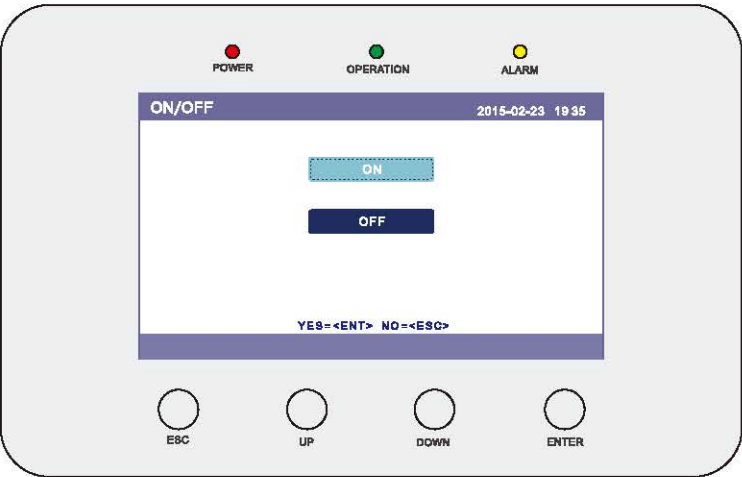 POWER OPERATION ALARM
ON/OFF 2015-02-23 19 35
ON
OFF
YES=<ENT> NO=<ESC>
ESC UP DOWN ENTER